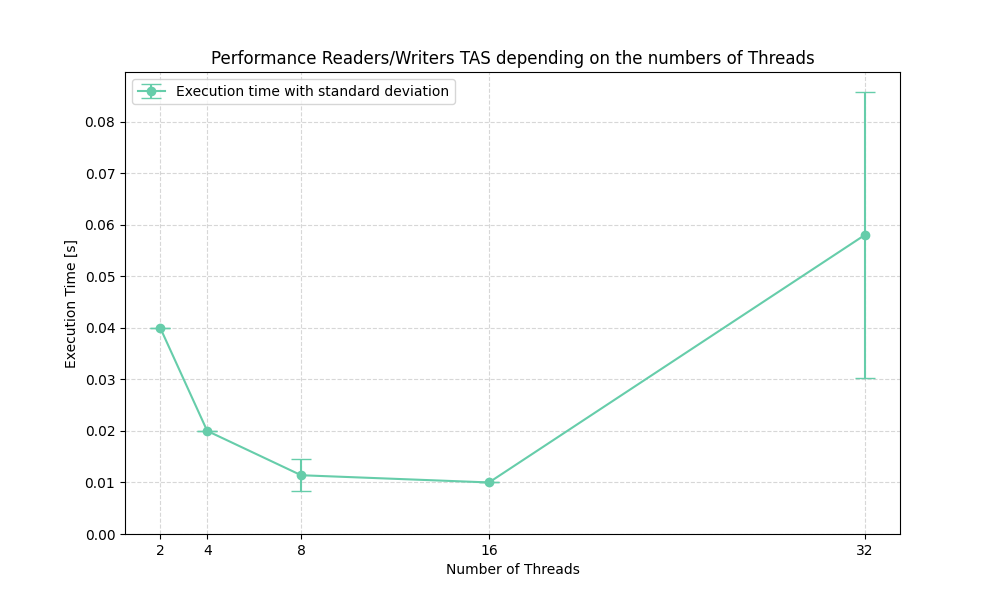 Performance Readers/Writers TAS depending on the numbers of Threads
Execution time with standard deviation
Execution Time [s]
0.08
0.07
0.06
0.05
0.04
0.03
0.02
0.01
0.00
2 4 8 16 32
Number of Threads